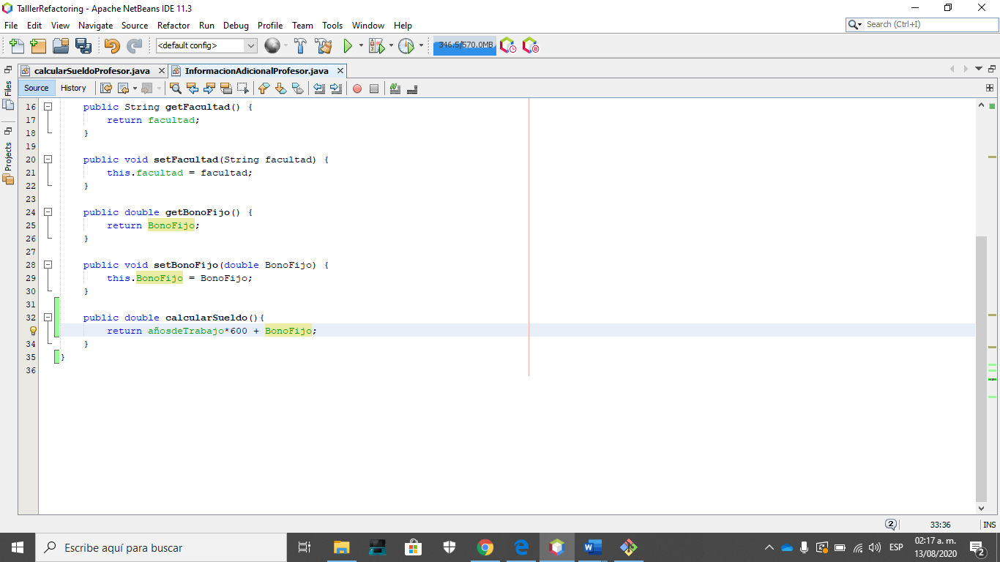 TalllerRefactoring - Apache NetBeans IDE 11.3
File Edit View Navigate Source Refactor Run Debug Profile Team Tools Window Help
Search (Ctrl+I)
<default config>
346.5/570.0MB
calcularSueldoProfesor.java
InformacionAdicionalProfesor.java
Files
Projects
Source History
16 public String getFacultad() {
17 return facultad;
18 }
19
20 public void setFacultad(String facultad) {
21 this.facultad = facultad;
22 }
23
24 public double getBonoFijo() {
25 return BonoFijo;
26 }
27
28 public void setBonoFijo(double BonoFijo) {
29 this.BonoFijo = BonoFijo;
30 }
31
32 public double calcularSueldo(){
return añosdeTrabajo*600 + BonoFijo;
34 }
35 }
36
2 33:36 INS
Escribe aquí para buscar
ESP
02:17 a. m.
13/08/2020
2